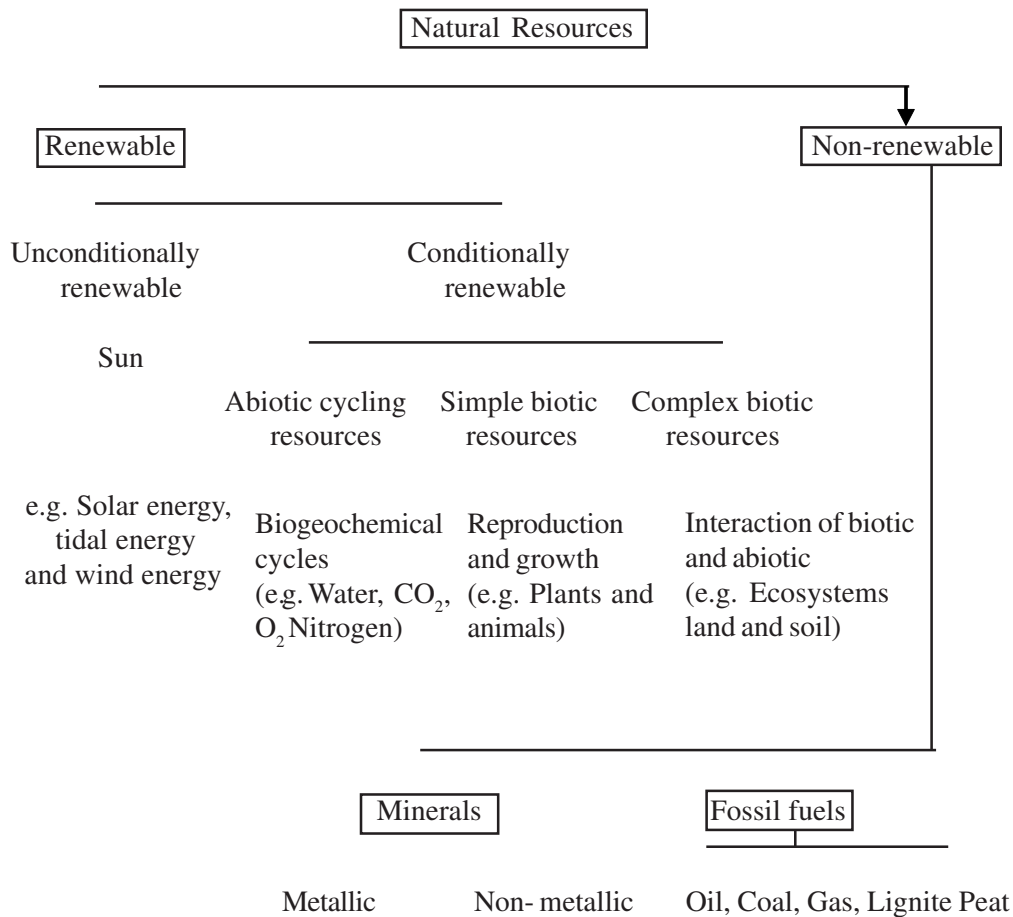 Natural Resources
Renewable
Non-renewable
Unconditionally
renewable
Conditionally
renewable
Sun
Abiotic cycling
resources
Simple biotic
resources
Complex biotic
resources
e.g. Solar energy,
tidal energy
and wind energy
Biogeochemical
cycles
(e.g. Water, CO₂,
O₂ Nitrogen)
Reproduction
and growth
(e.g. Plants and
animals)
Interaction of biotic
and abiotic
(e.g. Ecosystems
land and soil)
Minerals
Fossil fuels
Metallic
Non- metallic
Oil, Coal, Gas, Lignite Peat